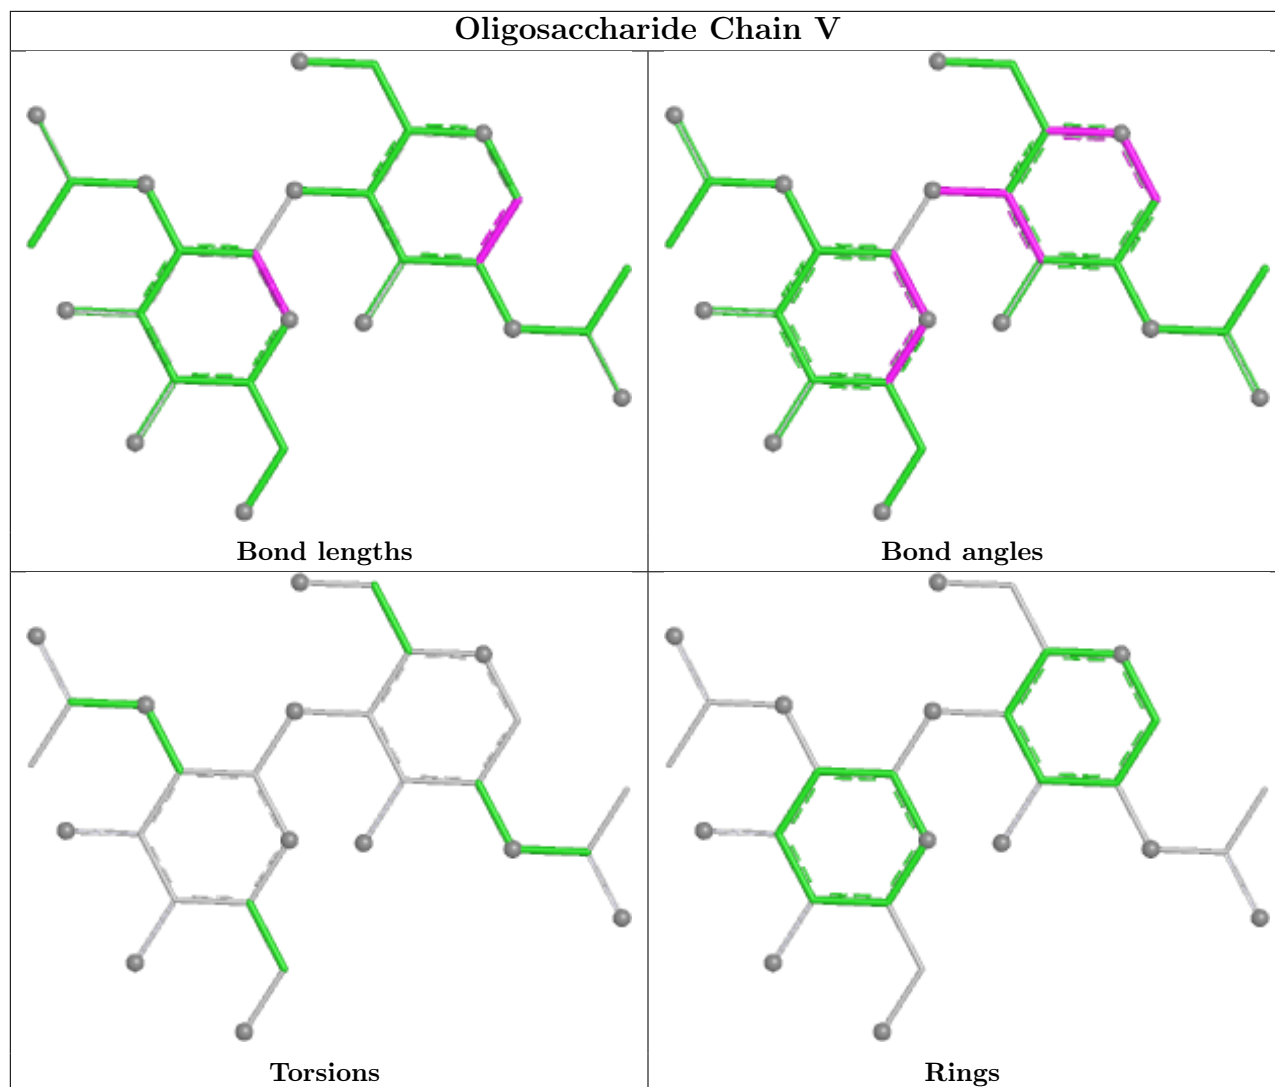 Oligosaccharide Chain V
Bond lengths
Bond angles
Torsions
Rings